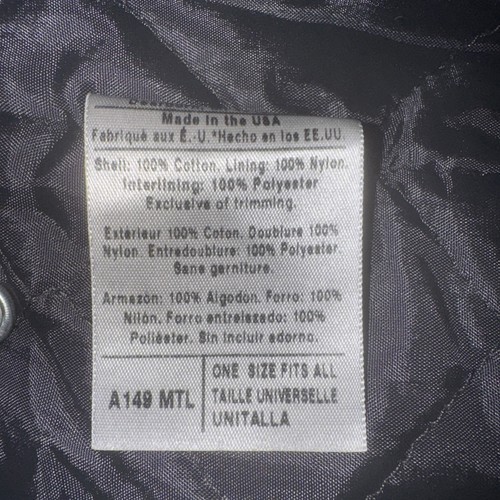 Made in the USA
Fabriqué aux É.-U.*Hecho en los EE.UU.
Shell: 100% Cotton. Lining: 100% Nylon.
Interlining: 100% Polyester
Exclusive of trimming.
Extérieur 100% Coton. Doublure 100%
Nylon. Entredoublure: 100% Polyester.
Sans garniture.
Armazón: 100% Algodon. Forro: 100%
Nilón. Forro entrelazado: 100%
Poliéster. Sin incluir adorno.
A149 MTL
ONE SIZE FITS ALL
TAILLE UNIVERSELLE
UNITALLA